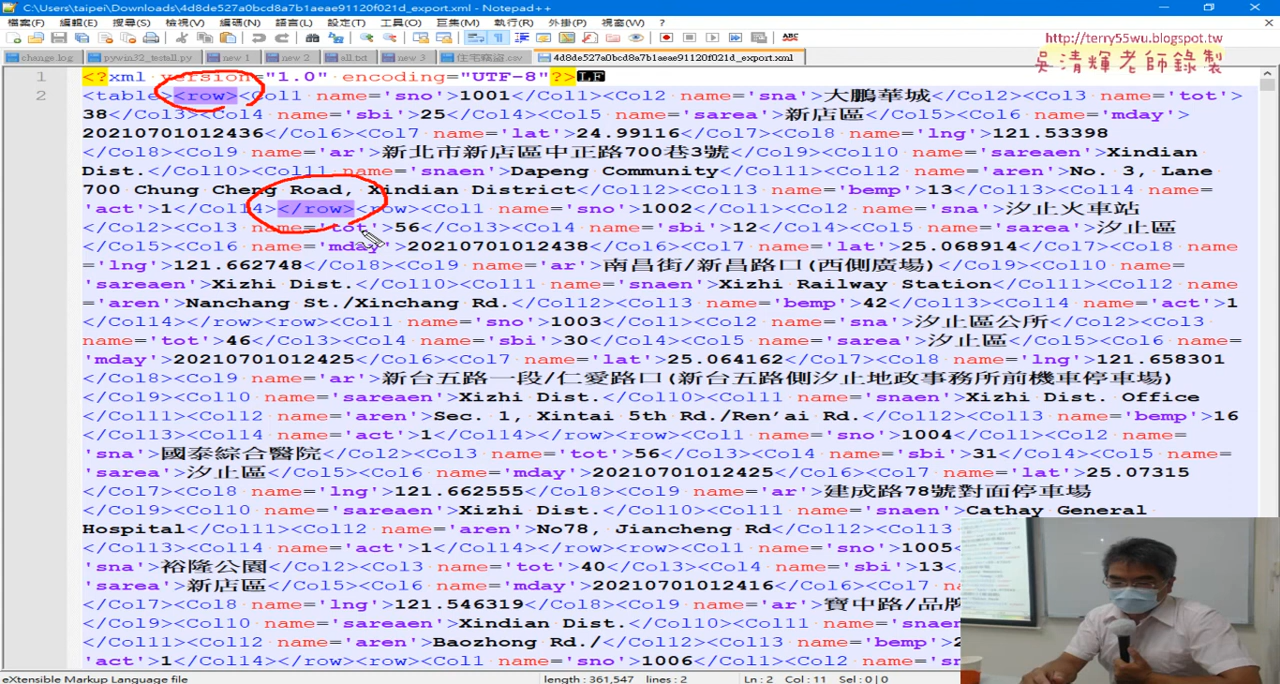 C:\Users\taipei\Downloads\4d8de527a0bcd8a7b1aeae91120f021d_export.xml - Notepad++
檔案(F) 編輯(E) 搜尋(S) 檢視(V) 編碼(N) 語言(L) 設定(T) 工具(O) 巨集(M) 執行(R) 外掛(P) 視窗(W) ?
http://terry55wu.blogspot.tw
吳清輝老師錄製
change.log pywin32_testall.py new 1 new 2 all.txt new 3 住宅竊盜.csv 4d8de527a0bcd8a7b1aeae91120f021d_export.xml
1 <?xml version="1.0" encoding="UTF-8"?>LF
2 <table><row><Col1 name='sno'>1001</Col1><Col2 name='sna'>大鵬華城</Col2><Col3 name='tot'>
38</Col3><Col4 name='sbi'>25</Col4><Col5 name='sarea'>新店區</Col5><Col6 name='mday'>
20210701012436</Col6><Col7 name='lat'>24.99116</Col7><Col8 name='lng'>121.53398
</Col8><Col9 name='ar'>新北市新店區中正路700巷3號</Col9><Col10 name='sareaen'>Xindian
Dist.</Col10><Col11 name='snaen'>Dapeng Community</Col11><Col12 name='aren'>No. 3, Lane
700 Chung Cheng Road, Xindian District</Col12><Col13 name='bemp'>13</Col13><Col14 name=
'act'>1</Col14></row><row><Col1 name='sno'>1002</Col1><Col2 name='sna'>汐止火車站
</Col2><Col3 name='tot'>56</Col3><Col4 name='sbi'>12</Col4><Col5 name='sarea'>汐止區
</Col5><Col6 name='mday'>20210701012438</Col6><Col7 name='lat'>25.068914</Col7><Col8 name
='lng'>121.662748</Col8><Col9 name='ar'>南昌街/新昌路口(西側廣場)</Col9><Col10 name=
'sareaen'>Xizhi Dist.</Col10><Col11 name='snaen'>Xizhi Railway Station</Col11><Col12 name
='aren'>Nanchang St./Xinchang Rd.</Col12><Col13 name='bemp'>42</Col13><Col14 name='act'>1
</Col14></row><row><Col1 name='sno'>1003</Col1><Col2 name='sna'>汐止區公所</Col2><Col3
name='tot'>46</Col3><Col4 name='sbi'>30</Col4><Col5 name='sarea'>汐止區</Col5><Col6 name=
'mday'>20210701012425</Col6><Col7 name='lat'>25.064162</Col7><Col8 name='lng'>121.658301
</Col8><Col9 name='ar'>新台五路一段/仁愛路口(新台五路側汐止地政事務所前機車停車場)
</Col9><Col10 name='sareaen'>Xizhi Dist.</Col10><Col11 name='snaen'>Xizhi Dist. Office
</Col11><Col12 name='aren'>Sec. 1, Xintai 5th Rd./Ren'ai Rd.</Col12><Col13 name='bemp'>16
</Col13><Col14 name='act'>1</Col14></row><row><Col1 name='sno'>1004</Col1><Col2 name=
'sna'>國泰綜合醫院</Col2><Col3 name='tot'>56</Col3><Col4 name='sbi'>31</Col4><Col5 name=
'sarea'>汐止區</Col5><Col6 name='mday'>20210701012425</Col6><Col7 name='lat'>25.07315
</Col7><Col8 name='lng'>121.662555</Col8><Col9 name='ar'>建成路78號對面停車場
</Col9><Col10 name='sareaen'>Xizhi Dist.</Col10><Col11 name='snaen'>Cathay General
Hospital</Col11><Col12 name='aren'>No78, Jiancheng Rd</Col12><Col13
</Col13><Col14 name='act'>1</Col14></row><row><Col1 name='sno'>1005
'sna'>裕隆公園</Col2><Col3 name='tot'>40</Col3><Col4 name='sbi'>13
'sarea'>新店區</Col5><Col6 name='mday'>20210701012416</Col6><Col7
</Col7><Col8 name='lng'>121.546319</Col8><Col9 name='ar'>寶中路/品牌
</Col9><Col10 name='sareaen'>Xindian Dist.</Col10><Col11 name='snaen
</Col11><Col12 name='aren'>Baozhong Rd./</Col12><Col13 name='bemp'>2
'act'>1</Col14></row><row><Col1 name='sno'>1006</Col1><Col2 name='sn
eXtensible Markup Language file length : 361,547 lines : 2 Ln : 2 Col : 11 Sel : 0 | 0